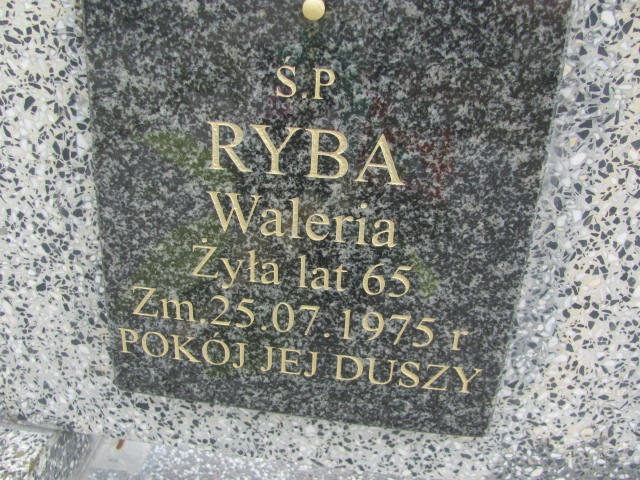 Ś.P
RYBA
Waleria
Żyła lat 65
Zm.25.07.1975 r
POKÓJ JEJ DUSZY